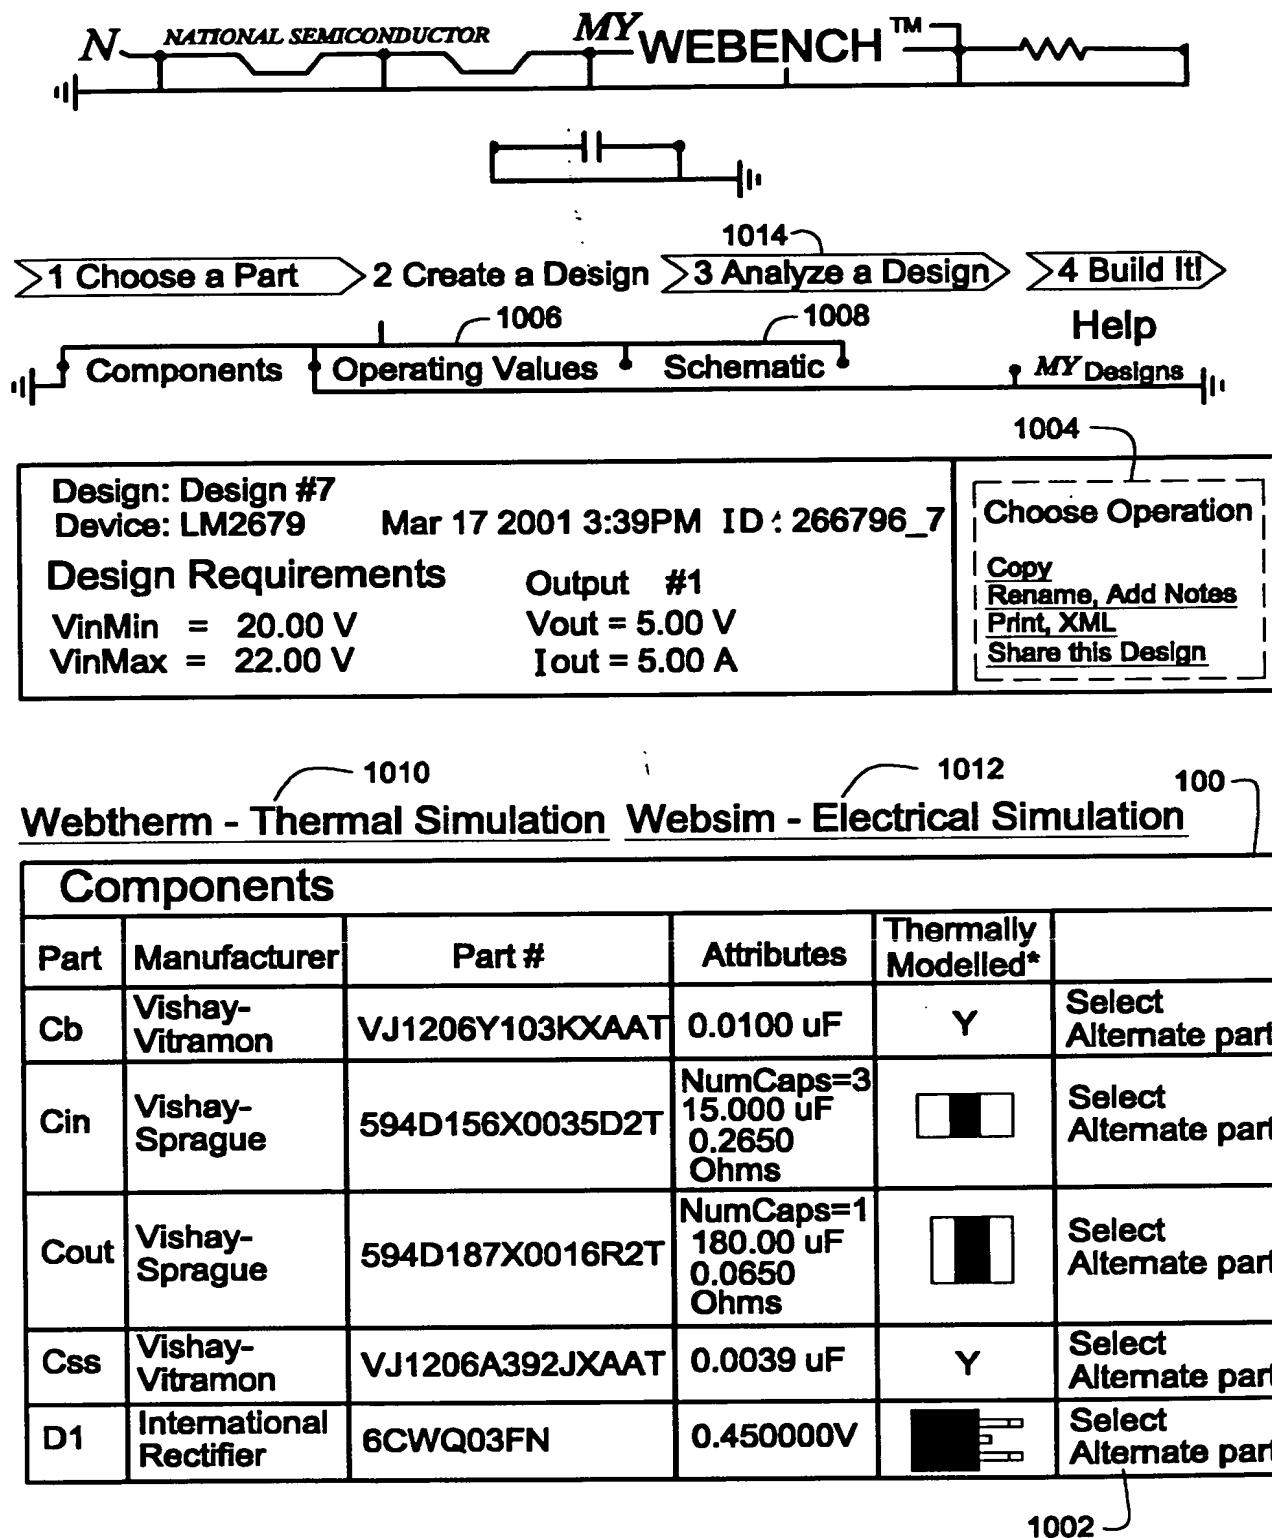 N NATIONAL SEMICONDUCTOR MY WEBENCH™
1014
1 Choose a Part 2 Create a Design 3 Analyze a Design 4 Build It!
1006 1008 Help
Components Operating Values Schematic MY Designs
1004
Design: Design #7
Device: LM2679 Mar 17 2001 3:39PM ID : 266796_7
Design Requirements Output #1
VinMin = 20.00 V Vout = 5.00 V
VinMax = 22.00 V Iout = 5.00 A
Choose Operation
Copy
Rename, Add Notes
Print, XML
Share this Design
1010 1012 100
Webtherm - Thermal Simulation Websim - Electrical Simulation
Components
Part Manufacturer Part # Attributes Thermally
Modelled*
Cb Vishay-
Vitramon VJ1206Y103KXAAT 0.0100 uF Y Select
Alternate part
Cin Vishay-
Sprague 594D156X0035D2T NumCaps=3
15.000 uF
0.2650
Ohms
Select
Alternate part
Cout Vishay-
Sprague 594D187X0016R2T NumCaps=1
180.00 uF
0.0650
Ohms
Select
Alternate part
Css Vishay-
Vitramon VJ1206A392JXAAT 0.0039 uF Y Select
Alternate part
D1 International
Rectifier 6CWQ03FN 0.450000V Select
Alternate part
1002